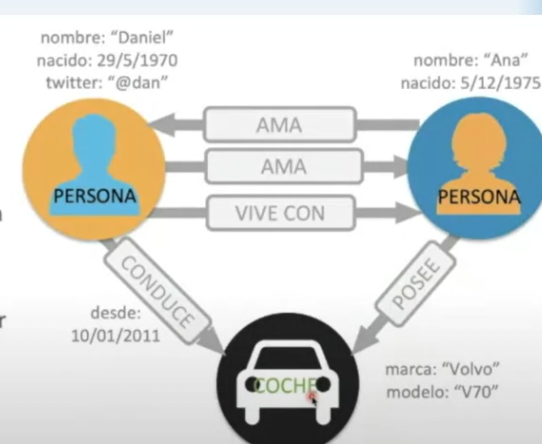 nombre: “Daniel”
nacido: 29/5/1970
twitter: “@dan”
nombre: “Ana”
nacido: 5/12/1975
AMA
AMA
VIVE CON
PERSONA
PERSONA
CONDUCE
POSEE
desde:
10/01/2011
COCHE
marca: “Volvo”
modelo: “V70”